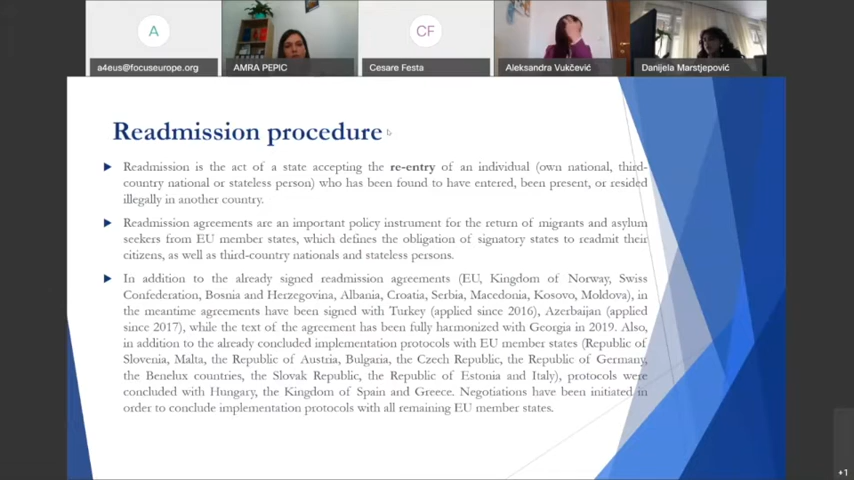 A
CF
a4eus@focuseurope.org
AMRA PEPIC
Cesare Festa
Aleksandra Vukčević
Danijela Marstjepović
Readmission procedure
Readmission is the act of a state accepting the re-entry of an individual (own national, third-
country national or stateless person) who has been found to have entered, been present, or resided
illegally in another country.
Readmission agreements are an important policy instrument for the return of migrants and asylum
seekers from EU member states, which defines the obligation of signatory states to readmit their
citizens, as well as third-country nationals and stateless persons.
In addition to the already signed readmission agreements (EU, Kingdom of Norway, Swiss
Confederation, Bosnia and Herzegovina, Albania, Croatia, Serbia, Macedonia, Kosovo, Moldova), in
the meantime agreements have been signed with Turkey (applied since 2016), Azerbaijan (applied
since 2017), while the text of the agreement has been fully harmonized with Georgia in 2019. Also,
in addition to the already concluded implementation protocols with EU member states (Republic of
Slovenia, Malta, the Republic of Austria, Bulgaria, the Czech Republic, the Republic of Germany,
the Benelux countries, the Slovak Republic, the Republic of Estonia and Italy), protocols were
concluded with Hungary, the Kingdom of Spain and Greece. Negotiations have been initiated in
order to conclude implementation protocols with all remaining EU member states.
+1